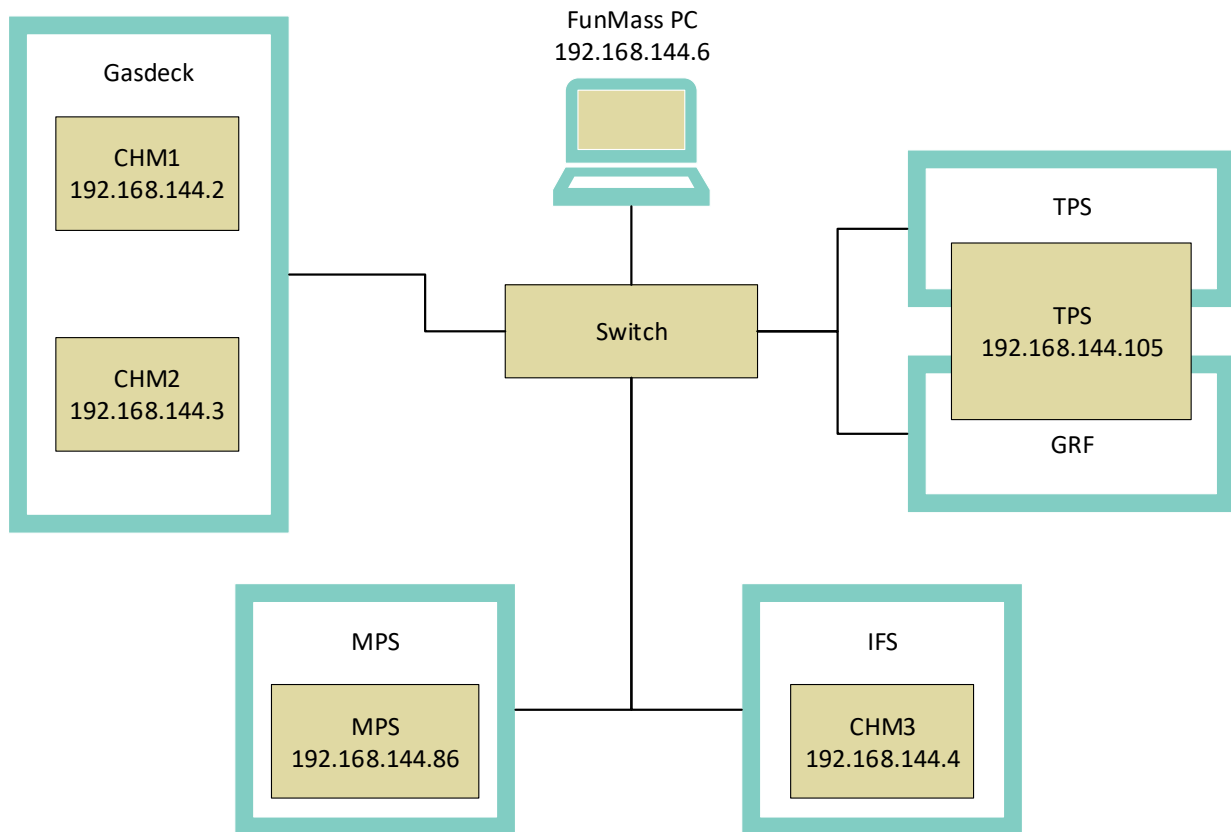 FunMass PC
192.168.144.6
Gasdeck
CHM1
192.168.144.2
CHM2
192.168.144.3
Switch
TPS
TPS
192.168.144.105
GRF
MPS
MPS
192.168.144.86
IFS
CHM3
192.168.144.4